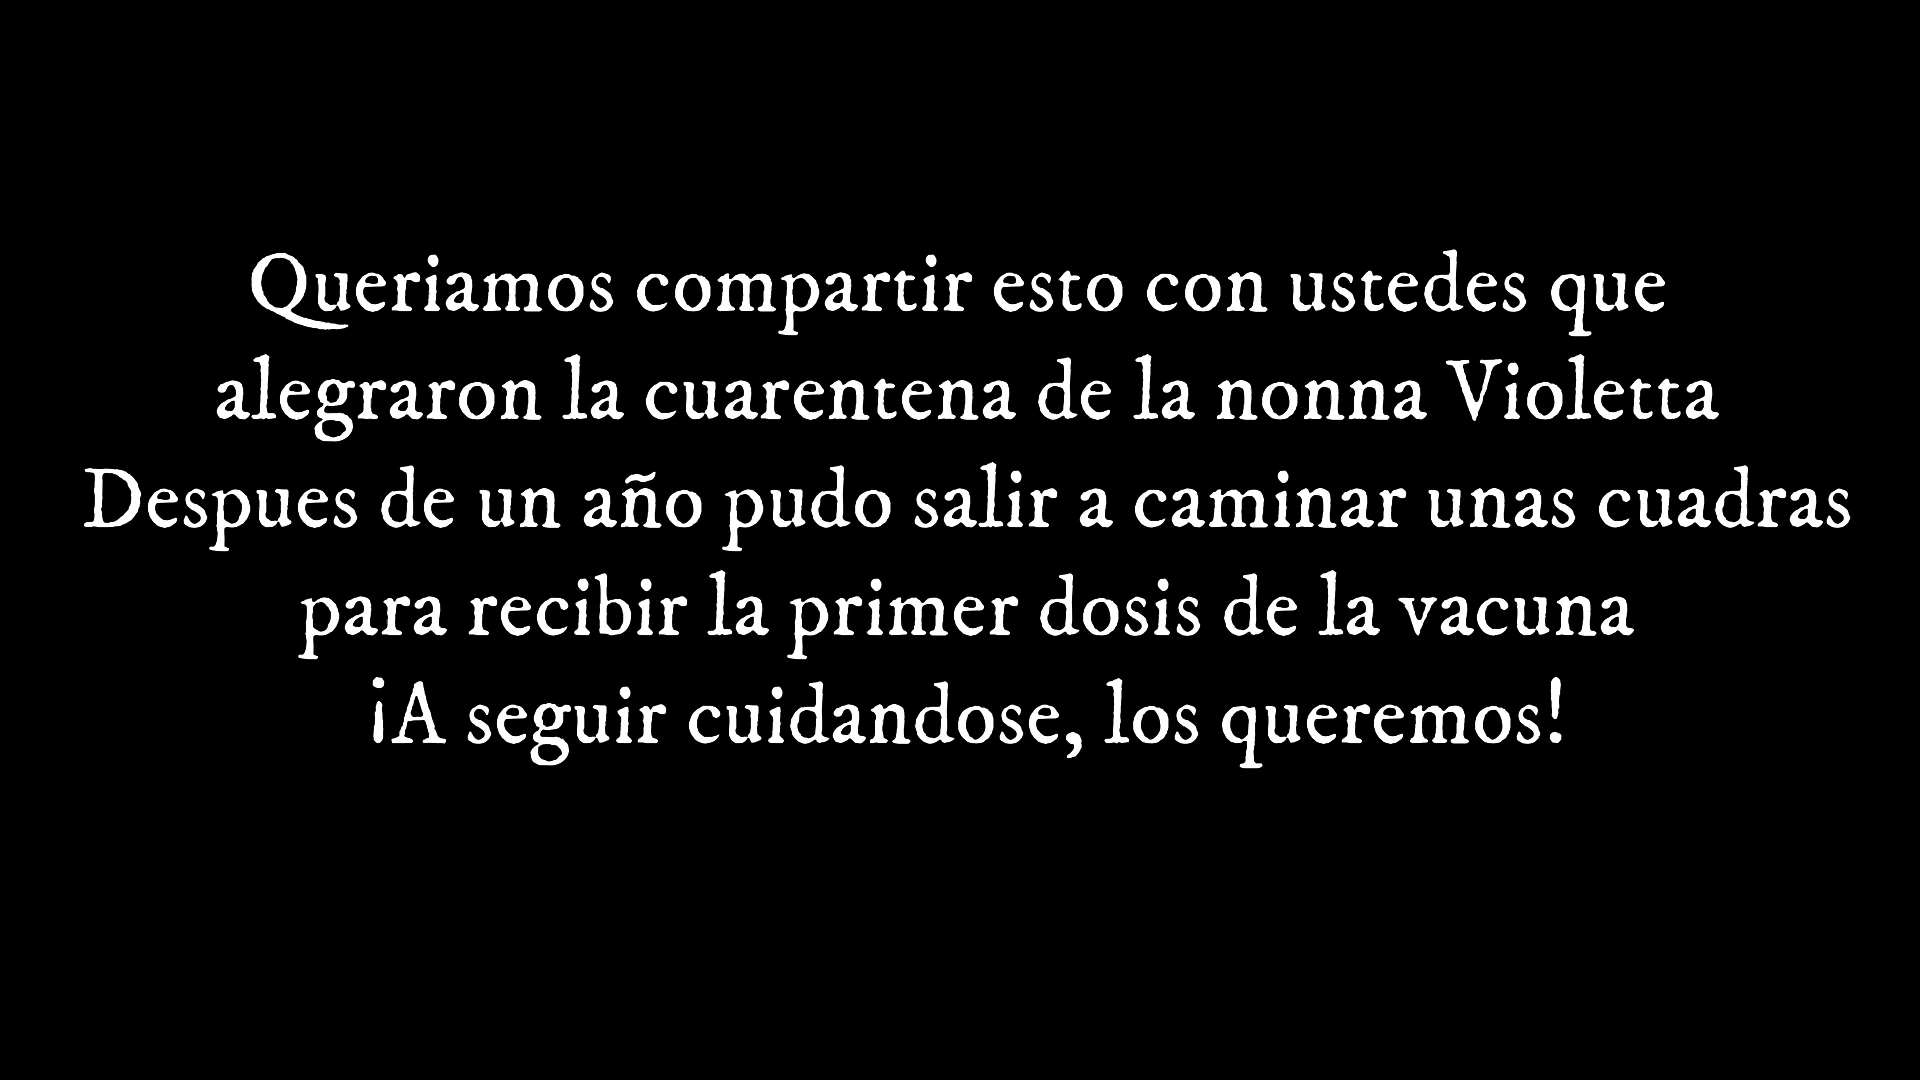 Queriamos compartir esto con ustedes que
alegraron la cuarentena de la nonna Violetta
Despues de un año pudo salir a caminar unas cuadras
para recibir la primer dosis de la vacuna
¡A seguir cuidandose, los queremos!